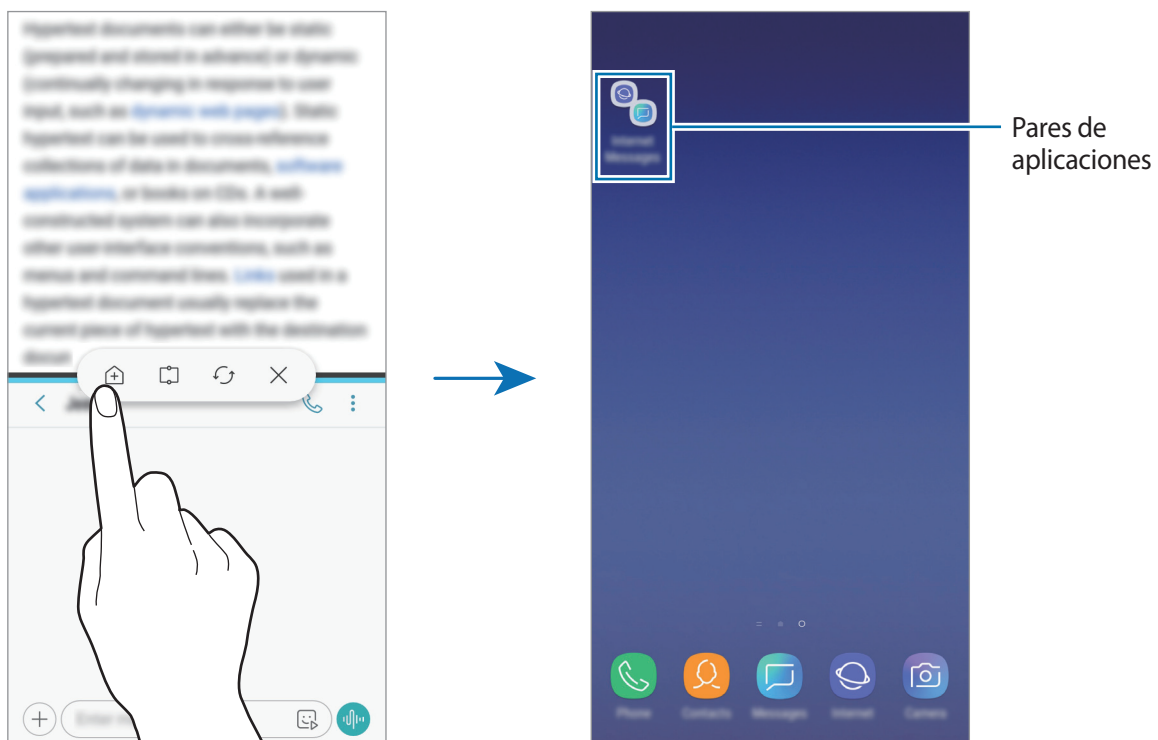 Hypertext documents can either be static
(prepared and stored in advance) or dynamic
(continually changing in response to user
input, such as dynamic web pages). Static
hypertext can be used to cross-reference
collections of data in documents, software
applications, or books on CDs. A well-
constructed system can also incorporate
other user-interface conventions, such as
menus and command lines. Links used in a
hypertext document usually replace the
current piece of hypertext with the destination
Enter
Internet
Messages
Pares de
aplicaciones
Phone
Contacts
Messages
Internet
Camera